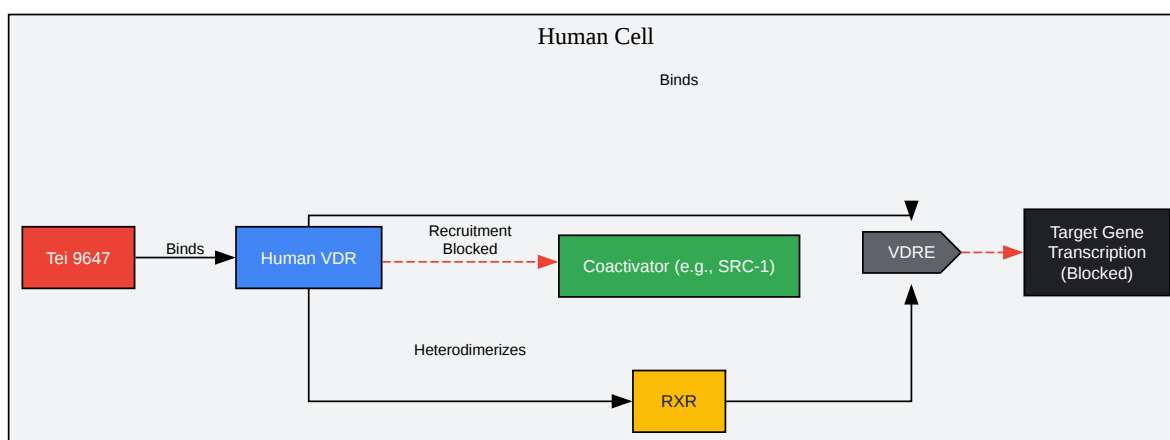 Human Cell
Binds
Tei 9647
Binds
Human VDR
Recruitment
Blocked
Coactivator (e.g., SRC-1)
VDRE
Target Gene
Transcription
(Blocked)
Heterodimerizes
RXR